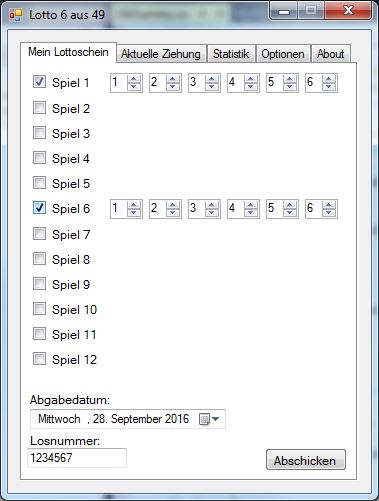 Lotto 6 aus 49
Mein Lottoschein Aktuelle Ziehung Statistik Optionen About
Spiel 1 1 2 3 4 5 6
Spiel 2
Spiel 3
Spiel 4
Spiel 5
Spiel 6 1 2 3 4 5 6
Spiel 7
Spiel 8
Spiel 9
Spiel 10
Spiel 11
Spiel 12
Abgabedatum:
Mittwoch , 28. September 2016
Losnummer:
1234567 Abschicken